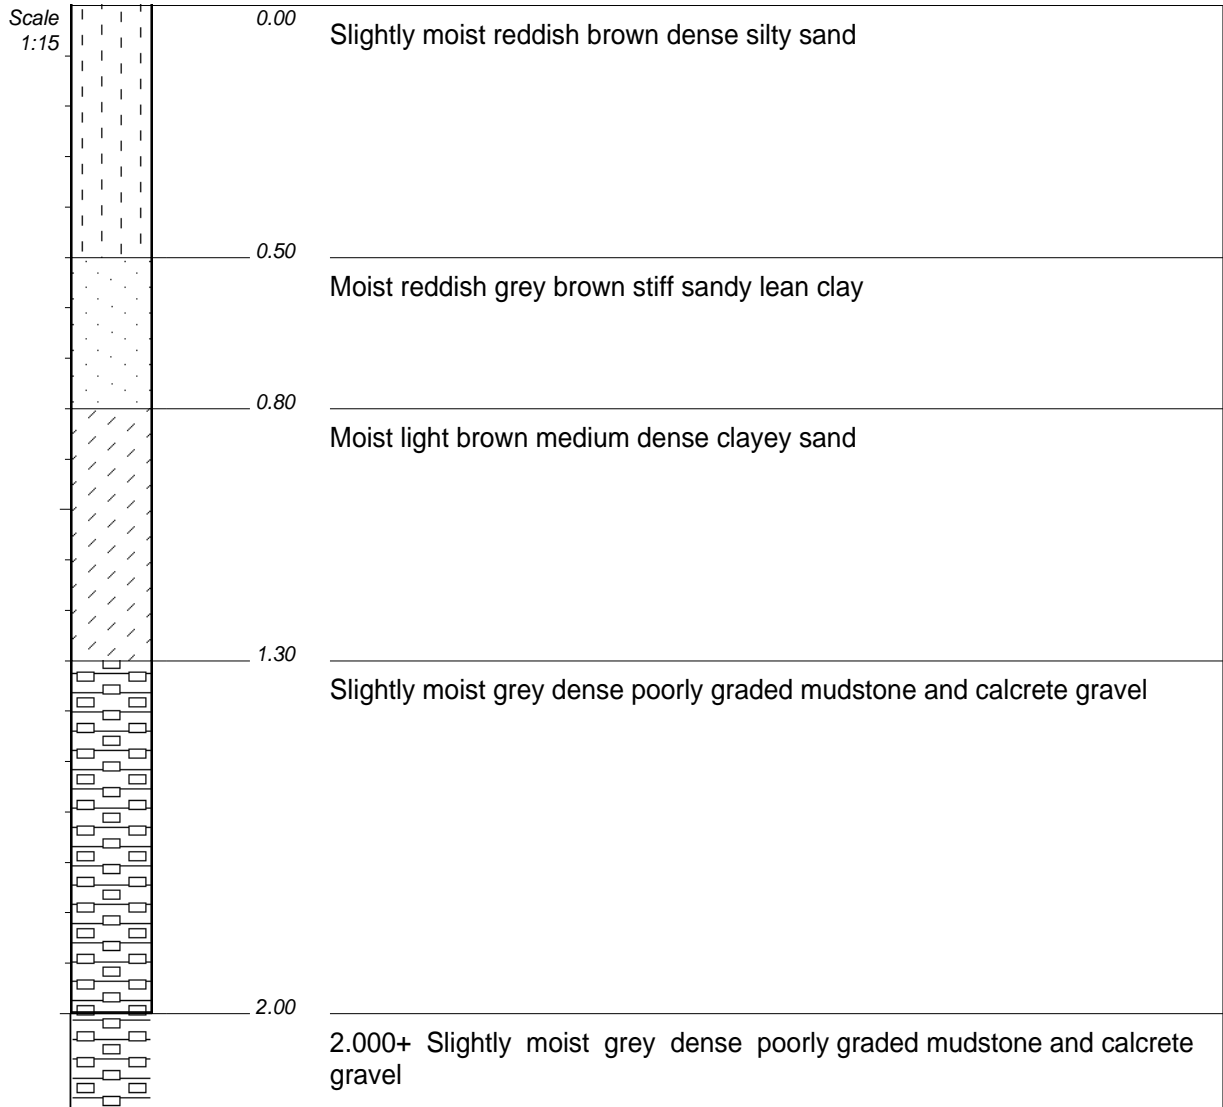 Scale
1:15
0.00
Slightly moist reddish brown dense silty sand
0.50
Moist reddish grey brown stiff sandy lean clay
0.80
Moist light brown medium dense clayey sand
1.30
Slightly moist grey dense poorly graded mudstone and calcrete gravel
2.00
2.000+ Slightly moist grey dense poorly graded mudstone and calcrete
gravel